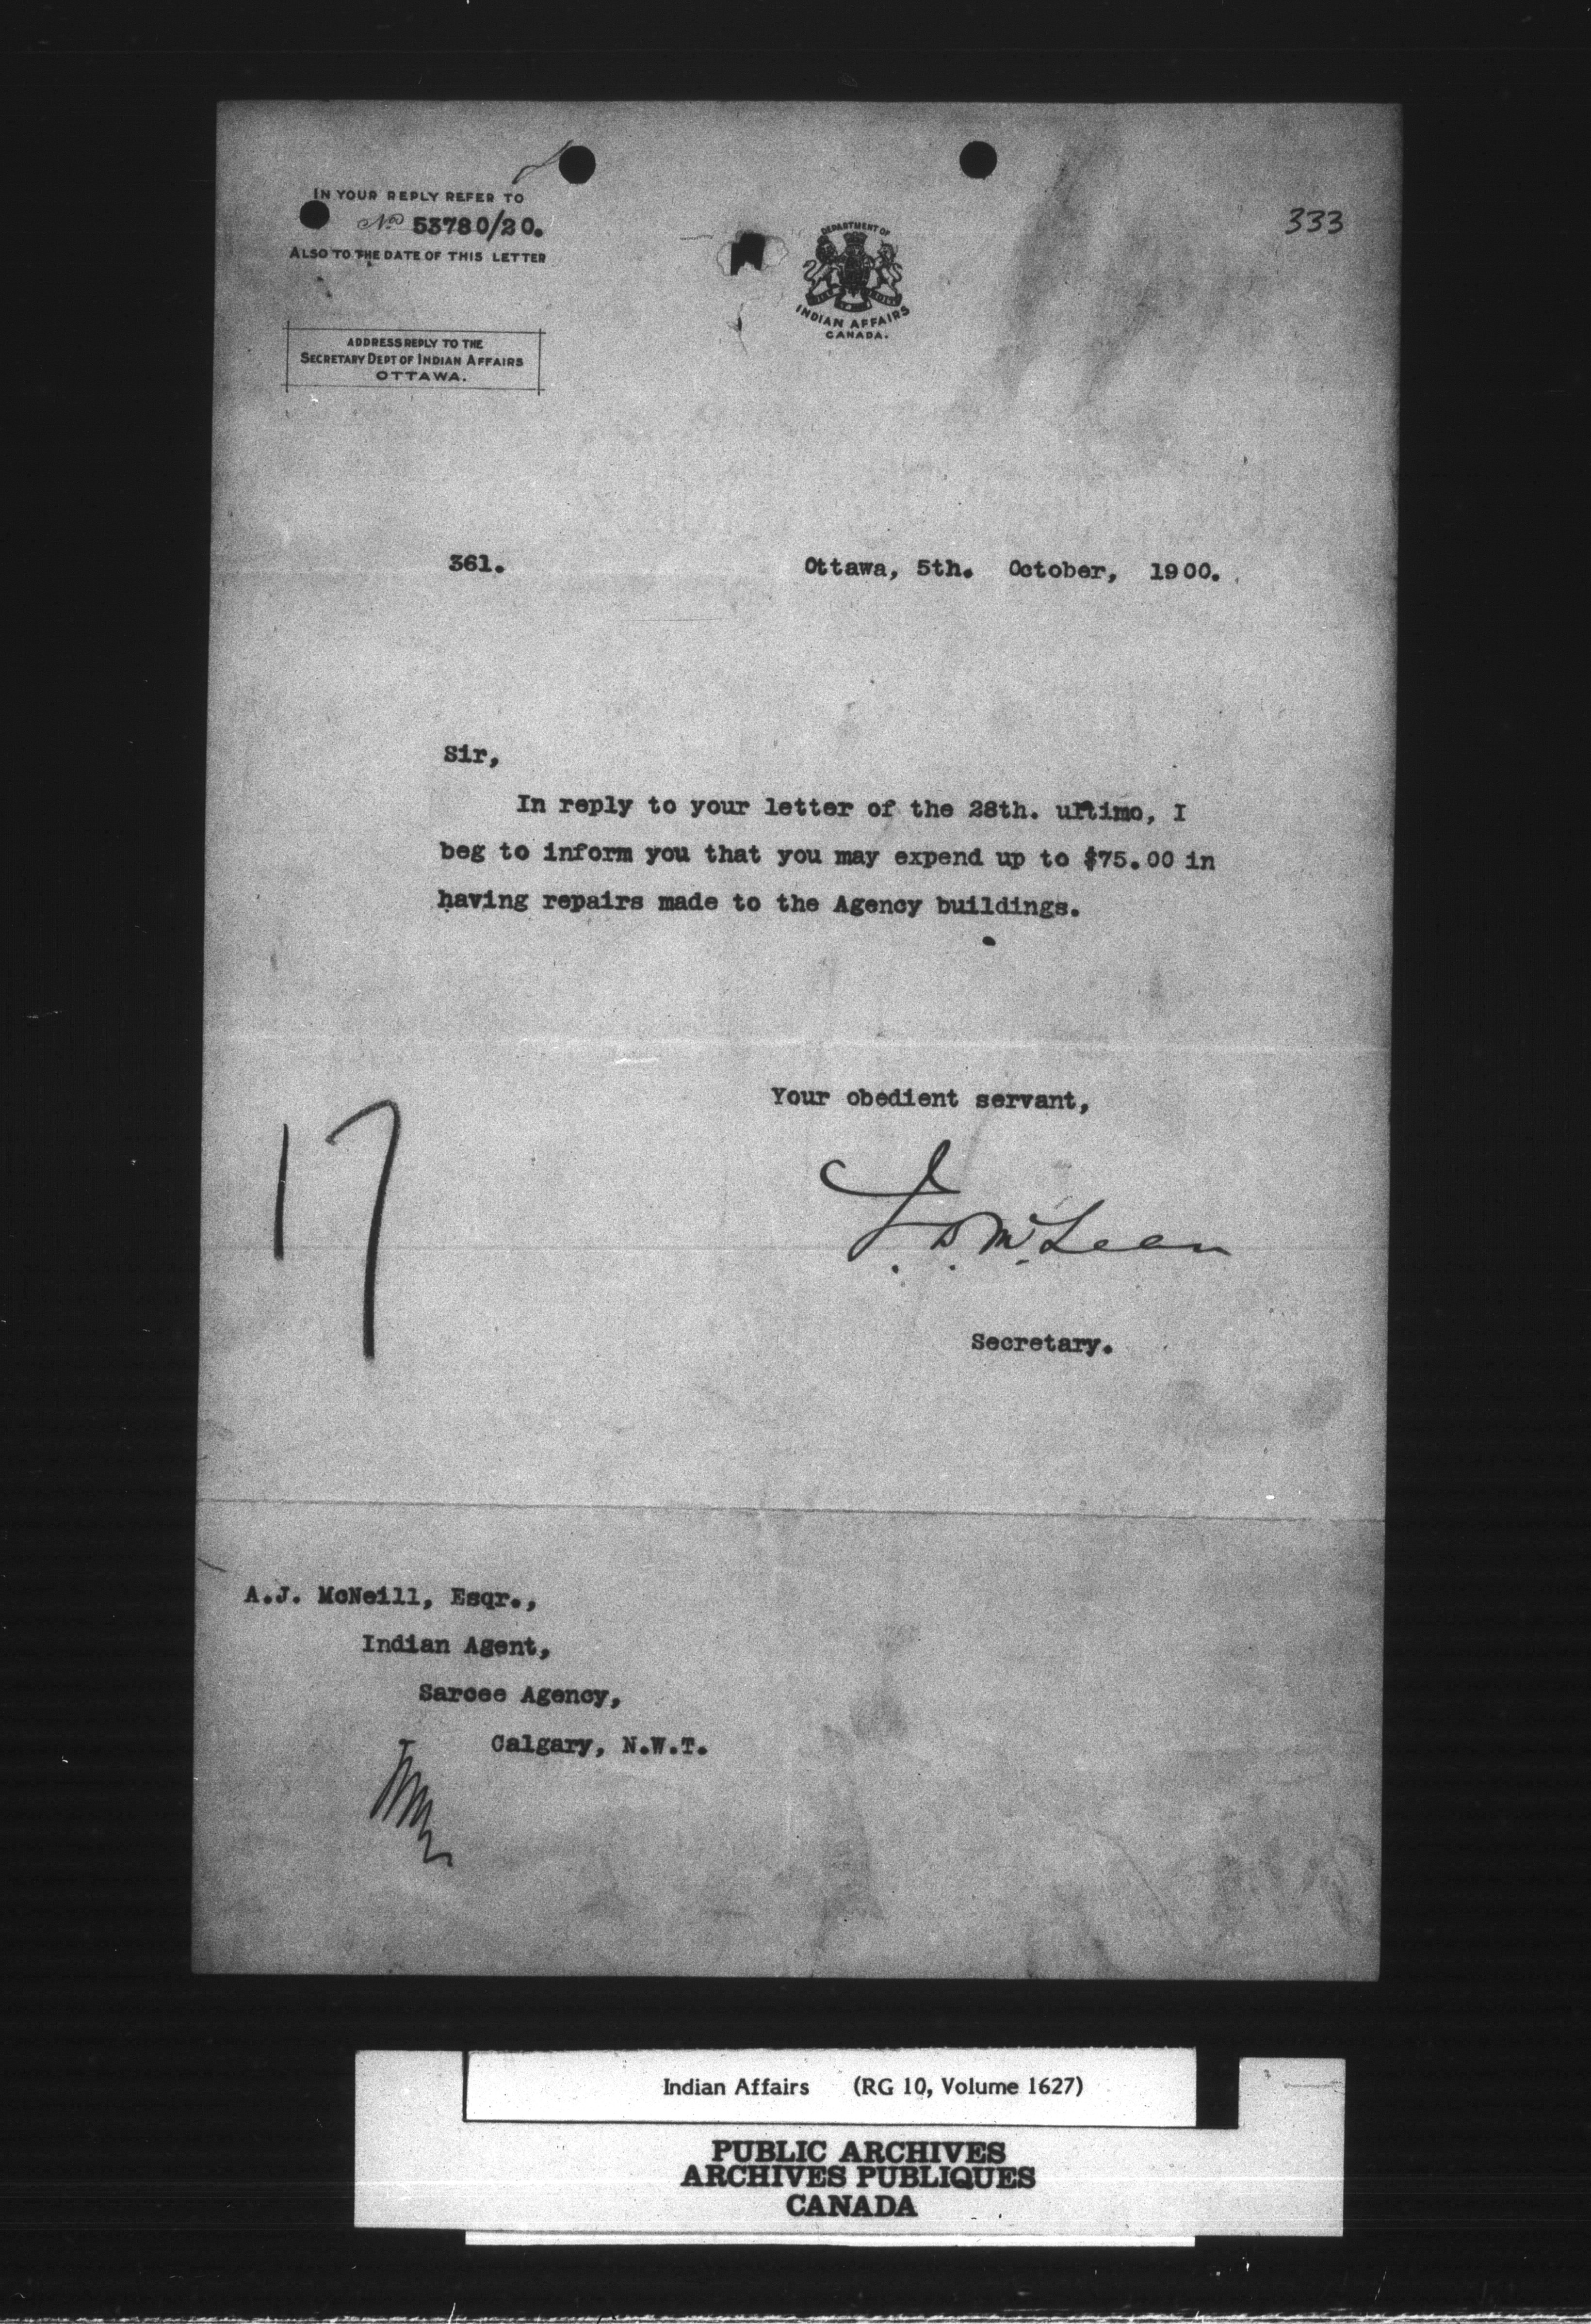 IN YOUR REPLY REFER TO
No 53780/20.
ALSO TO THE DATE OF THIS LETTER
333
DEPARTMENT OF
INDIAN AFFAIRS
CANADA.
ADDRESS REPLY TO THE
SECRETARY DEPT OF INDIAN AFFAIRS
OTTAWA.
361. Ottawa, 5th. October, 1900.
Sir,
In reply to your letter of the 28th. ultimo, I
beg to inform you that you may expend up to $75.00 in
having repairs made to the Agency buildings.
Your obedient servant,
17
J. D. McLean
Secretary.
A.J. McNeill, Esqr.,
Indian Agent,
Sarcee Agency,
Calgary, N.W.T.
Indian Affairs (RG 10, Volume 1627)
PUBLIC ARCHIVES
ARCHIVES PUBLIQUES
CANADA